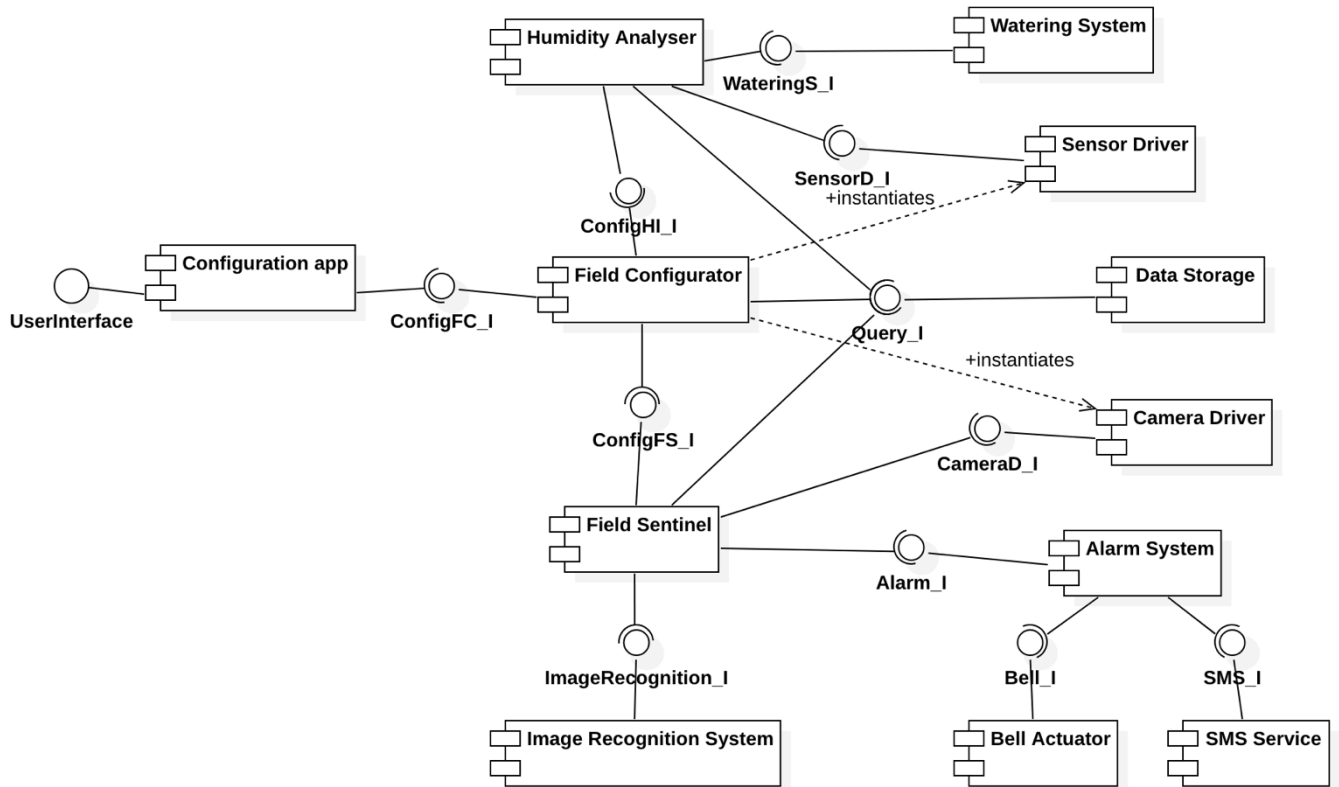 Humidity Analyser
Watering System
WateringS_I
Sensor Driver
SensorD_I
+instantiates
ConfigHI_I
Configuration app
Field Configurator
Data Storage
UserInterface
ConfigFC_I
Query_I
+instantiates
Camera Driver
ConfigFS_I
CameraD_I
Field Sentinel
Alarm System
Alarm_I
ImageRecognition_I
Bell_I
SMS_I
Image Recognition System
Bell Actuator
SMS Service